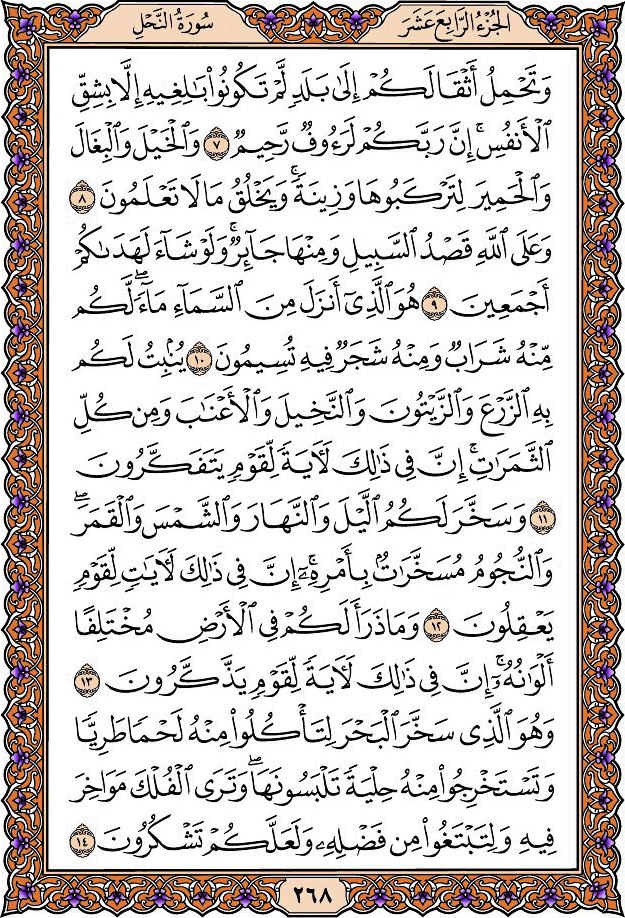 سُورَةُ النَّحْلِ
الجُزْءُ الرَّابِعَ عَشَرَ
وَتَحْمِلُ أَثْقَالَكُمْ إِلَىٰ بَلَدٍ لَّمْ تَكُونُوا۟ بَٰلِغِيهِ إِلَّا بِشِقِّ
ٱلْأَنفُسِ ۚ إِنَّ رَبَّكُمْ لَرَءُوفٌ رَّحِيمٌ ٧ وَٱلْخَيْلَ وَٱلْبِغَالَ
وَٱلْحَمِيرَ لِتَرْكَبُوهَا وَزِينَةً ۚ وَيَخْلُقُ مَا لَا تَعْلَمُونَ ٨
وَعَلَى ٱللَّهِ قَصْدُ ٱلسَّبِيلِ وَمِنْهَا جَآئِرٌ ۚ وَلَوْ شَآءَ لَهَدَىٰكُمْ
أَجْمَعِينَ ٩ هُوَ ٱلَّذِىٓ أَنزَلَ مِنَ ٱلسَّمَآءِ مَآءً ۖ لَّكُم
مِّنْهُ شَرَابٌ وَمِنْهُ شَجَرٌ فِيهِ تُسِيمُونَ ١٠ يُنۢبِتُ لَكُم
بِهِ ٱلزَّرْعَ وَٱلزَّيْتُونَ وَٱلنَّخِيلَ وَٱلْأَعْنَٰبَ وَمِن كُلِّ
ٱلثَّمَرَٰتِ ۗ إِنَّ فِى ذَٰلِكَ لَءَايَةً لِّقَوْمٍ يَتَفَكَّرُونَ
١١ وَسَخَّرَ لَكُمُ ٱلَّيْلَ وَٱلنَّهَارَ وَٱلشَّمْسَ وَٱلْقَمَرَ ۖ
وَٱلنُّجُومُ مُسَخَّرَٰتٌۢ بِأَمْرِهِۦٓ ۗ إِنَّ فِى ذَٰلِكَ لَءَايَٰتٍ لِّقَوْمٍ
يَعْقِلُونَ ١٢ وَمَا ذَرَأَ لَكُمْ فِى ٱلْأَرْضِ مُخْتَلِفًا
أَلْوَٰنُهُۥٓ ۗ إِنَّ فِى ذَٰلِكَ لَءَايَةً لِّقَوْمٍ يَذَّكَّرُونَ ١٣
وَهُوَ ٱلَّذِى سَخَّرَ ٱلْبَحْرَ لِتَأْكُلُوا۟ مِنْهُ لَحْمًا طَرِيًّا
وَتَسْتَخْرِجُوا۟ مِنْهُ حِلْيَةً تَلْبَسُونَهَا ۖ وَتَرَى ٱلْفُلْكَ مَوَاخِرَ
فِيهِ وَلِتَبْتَغُوا۟ مِن فَضْلِهِۦ وَلَعَلَّكُمْ تَشْكُرُونَ ١٤
٢٦٨